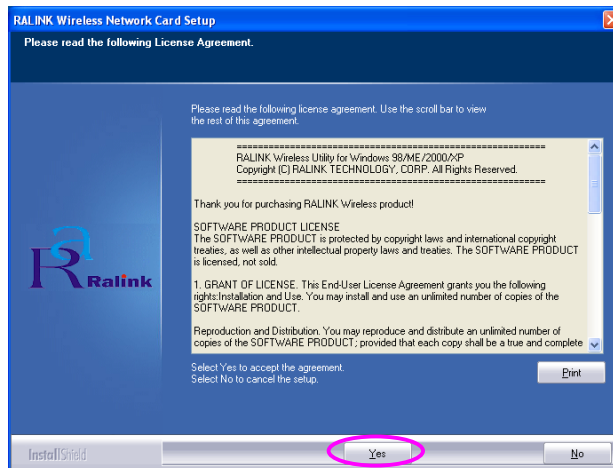 RALINK Wireless Network Card Setup
Please read the following License Agreement.
Please read the following license agreement. Use the scroll bar to view
the rest of this agreement.
========================================================
RALINK Wireless Utility for Windows 98/ME/2000/XP
Copyright (C) RALINK TECHNOLOGY, CORP. All Rights Reserved.
========================================================
Thank you for purchasing RALINK Wireless product!
SOFTWARE PRODUCT LICENSE
The SOFTWARE PRODUCT is protected by copyright laws and international copyright
treaties, as well as other intellectual property laws and treaties. The SOFTWARE PRODUCT
is licensed, not sold.
1. GRANT OF LICENSE. This End-User License Agreement grants you the following
rights:Installation and Use. You may install and use an unlimited number of copies of the
SOFTWARE PRODUCT.
Reproduction and Distribution. You may reproduce and distribute an unlimited number of
copies of the SOFTWARE PRODUCT; provided that each copy shall be a true and complete
Ralink
Select Yes to accept the agreement.
Select No to cancel the setup.
Print
InstallShield
Yes
No